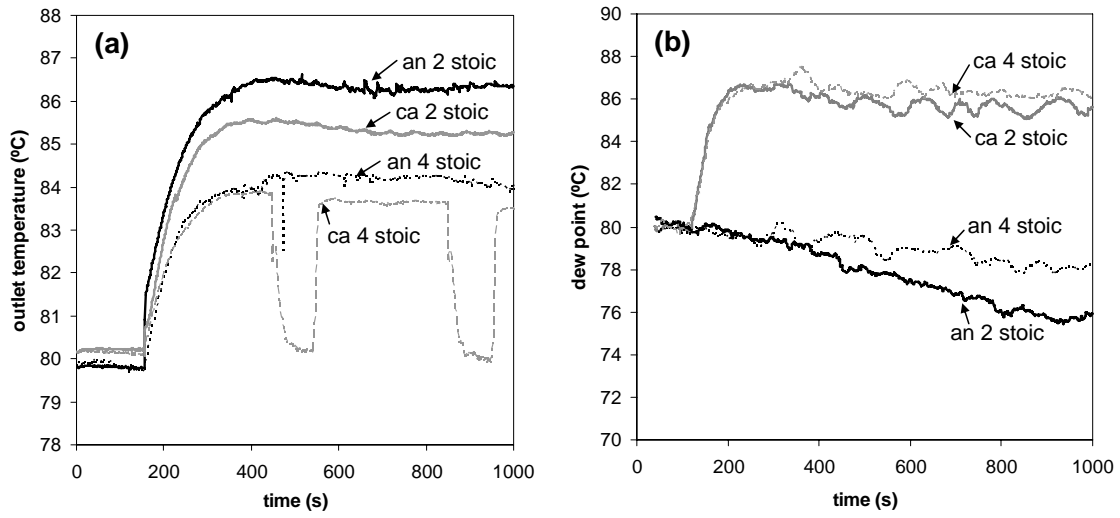 (a)
outlet temperature (ºC)
88
87
86
85
84
83
82
81
80
79
78
an 2 stoic
ca 2 stoic
an 4 stoic
ca 4 stoic
0
200
400
600
800
1000
time (s)
(b)
dew point (ºC)
90
88
86
84
82
80
78
76
74
72
70
ca 4 stoic
ca 2 stoic
an 4 stoic
an 2 stoic
0
200
400
600
800
1000
time (s)